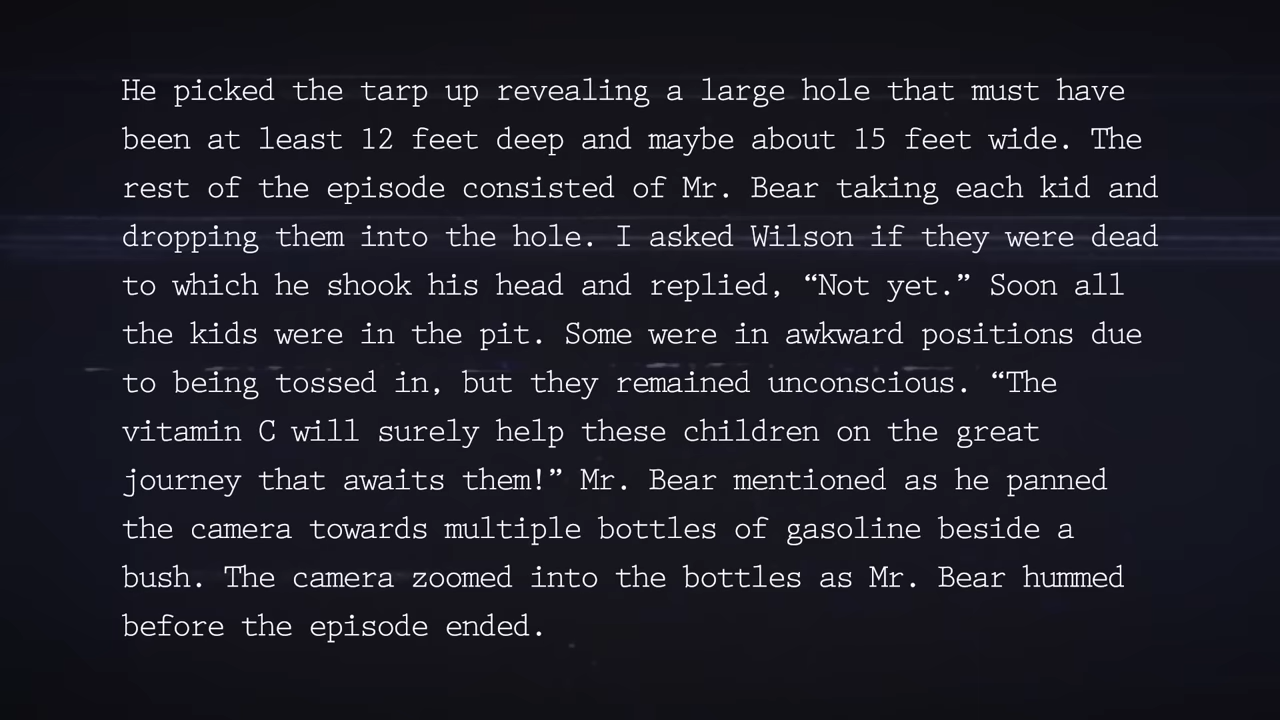 He picked the tarp up revealing a large hole that must have
been at least 12 feet deep and maybe about 15 feet wide. The
rest of the episode consisted of Mr. Bear taking each kid and
dropping them into the hole. I asked Wilson if they were dead
to which he shook his head and replied, “Not yet.” Soon all
the kids were in the pit. Some were in awkward positions due
to being tossed in, but they remained unconscious. “The
vitamin C will surely help these children on the great
journey that awaits them!” Mr. Bear mentioned as he panned
the camera towards multiple bottles of gasoline beside a
bush. The camera zoomed into the bottles as Mr. Bear hummed
before the episode ended.